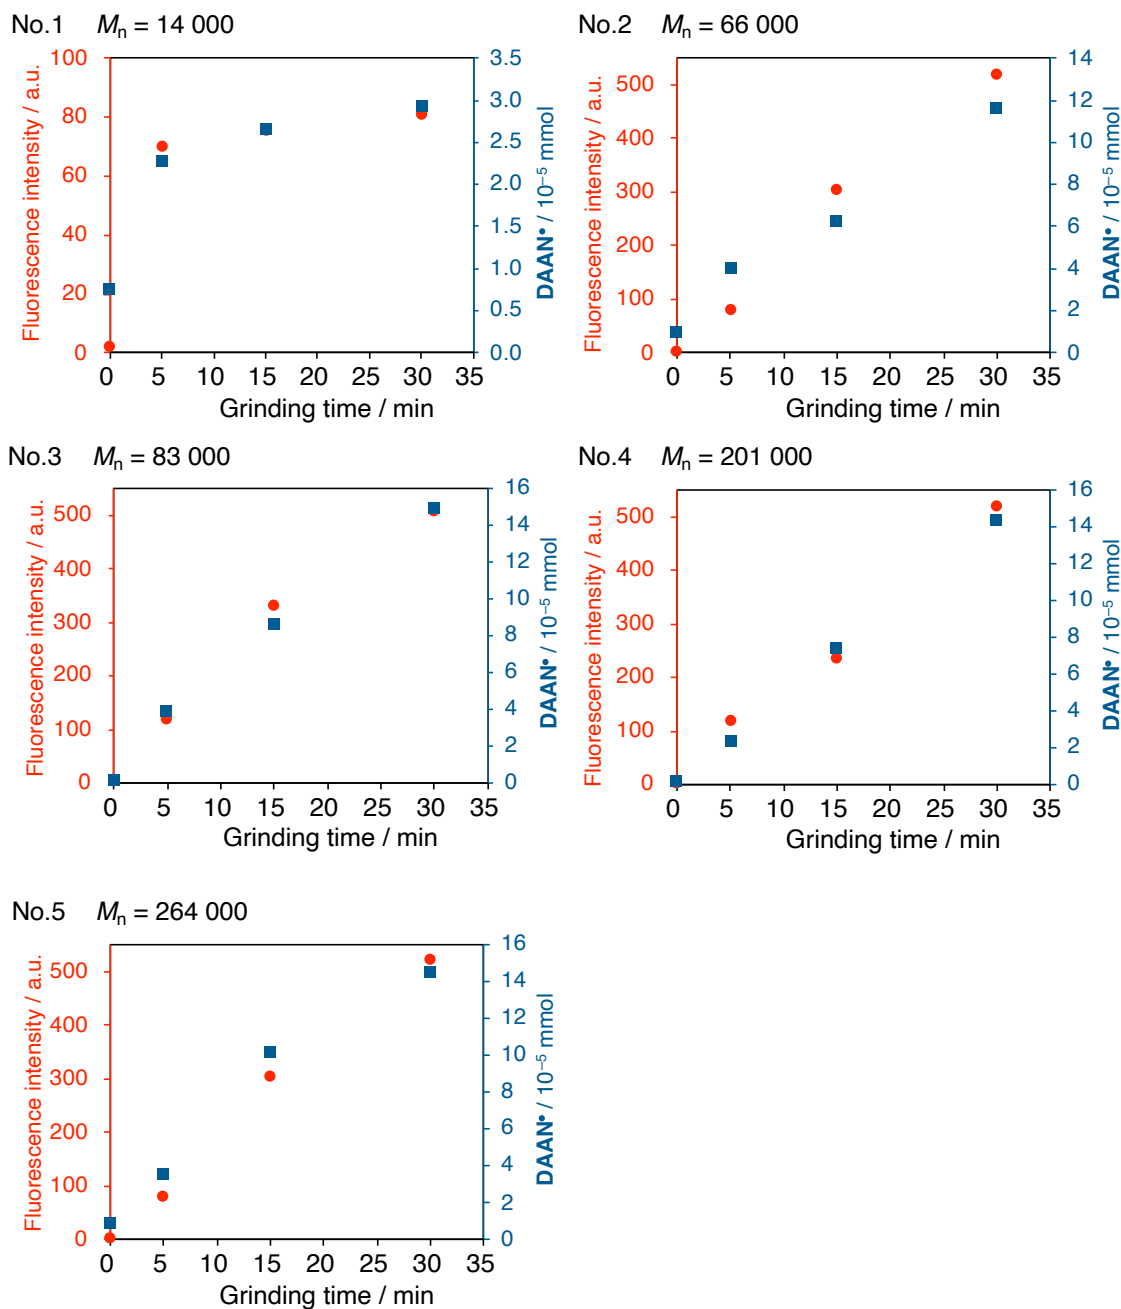 No.1 Mn = 14 000
Fluorescence intensity / a.u.
100
80
60
40
20
0
3.5
3.0
2.5
2.0
1.5
1.0
0.5
0.0
DAAN• / 10⁻⁵ mmol
0 5 10 15 20 25 30 35
Grinding time / min
No.2 Mn = 66 000
Fluorescence intensity / a.u.
500
400
300
200
100
0
14
12
10
8
6
4
2
0
DAAN• / 10⁻⁵ mmol
0 5 10 15 20 25 30 35
Grinding time / min
No.3 Mn = 83 000
Fluorescence intensity / a.u.
500
400
300
200
100
0
16
14
12
10
8
6
4
2
0
DAAN• / 10⁻⁵ mmol
0 5 10 15 20 25 30 35
Grinding time / min
No.4 Mn = 201 000
Fluorescence intensity / a.u.
500
400
300
200
100
0
16
14
12
10
8
6
4
2
0
DAAN• / 10⁻⁵ mmol
0 5 10 15 20 25 30 35
Grinding time / min
No.5 Mn = 264 000
Fluorescence intensity / a.u.
500
400
300
200
100
0
16
14
12
10
8
6
4
2
0
DAAN• / 10⁻⁵ mmol
0 5 10 15 20 25 30 35
Grinding time / min